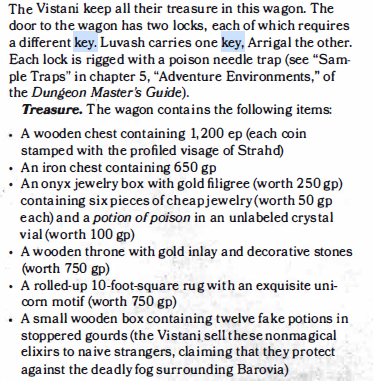 The Vistani keep all their treasure in this wagon. The
door to the wagon has two locks, each of which requires
a different key. Luvash carries one key, Arrigal the other.
Each lock is rigged with a poison needle trap (see “Sam-
ple Traps” in chapter 5, “Adventure Environments,” of
the Dungeon Master's Guide).
Treasure. The wagon contains the following items:
• A wooden chest containing 1,200 ep (each coin
stamped with the profiled visage of Strahd)
• An iron chest containing 650 gp
• An onyx jewelry box with gold filigree (worth 250 gp)
containing six pieces of cheap jewelry (worth 50 gp
each) and a potion of poison in an unlabeled crystal
vial (worth 100 gp)
• A wooden throne with gold inlay and decorative stones
(worth 750 gp)
• A rolled-up 10-foot-square rug with an exquisite uni-
corn motif (worth 750 gp)
• A small wooden box containing twelve fake potions in
stoppered gourds (the Vistani sell these nonmagical
elixirs to naive strangers, claiming that they protect
against the deadly fog surrounding Barovia)